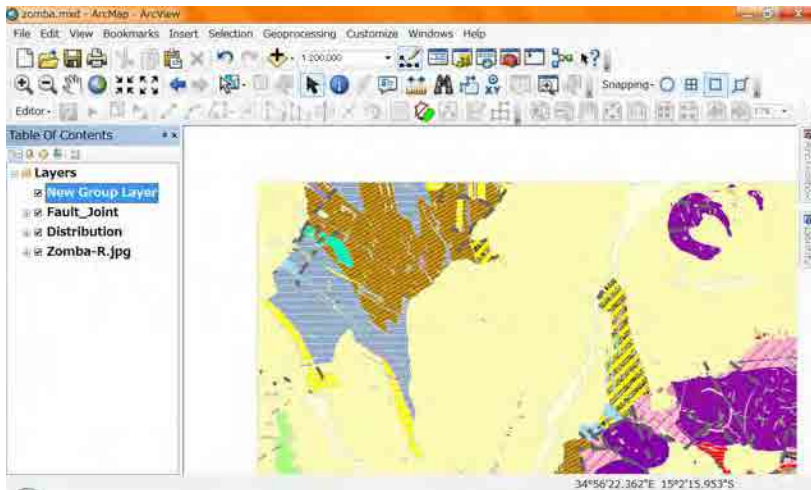 zomba.mxd - ArcMap - ArcView
File Edit View Bookmarks Insert Selection Geoprocessing Customize Windows Help
1:200,000
Snapping-
Editor-
Table Of Contents
Layers
New Group Layer
Fault_Joint
Distribution
Zomba-R.jpg
34°56'22.362"E 15°2'15.953"S